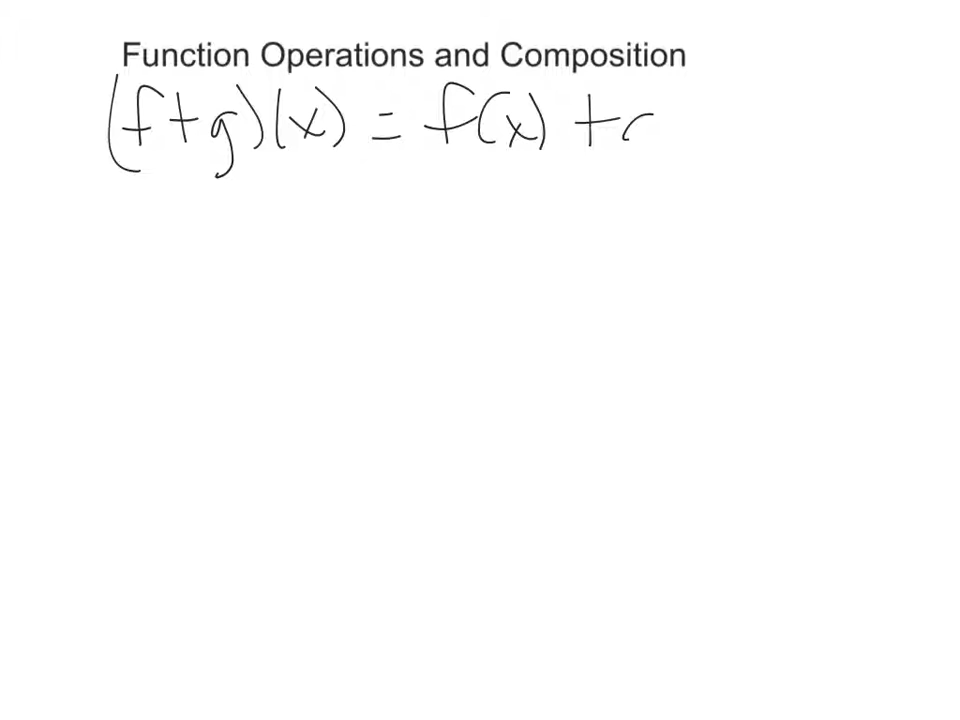 Function Operations and Composition
(f+g)(x) = f(x) +